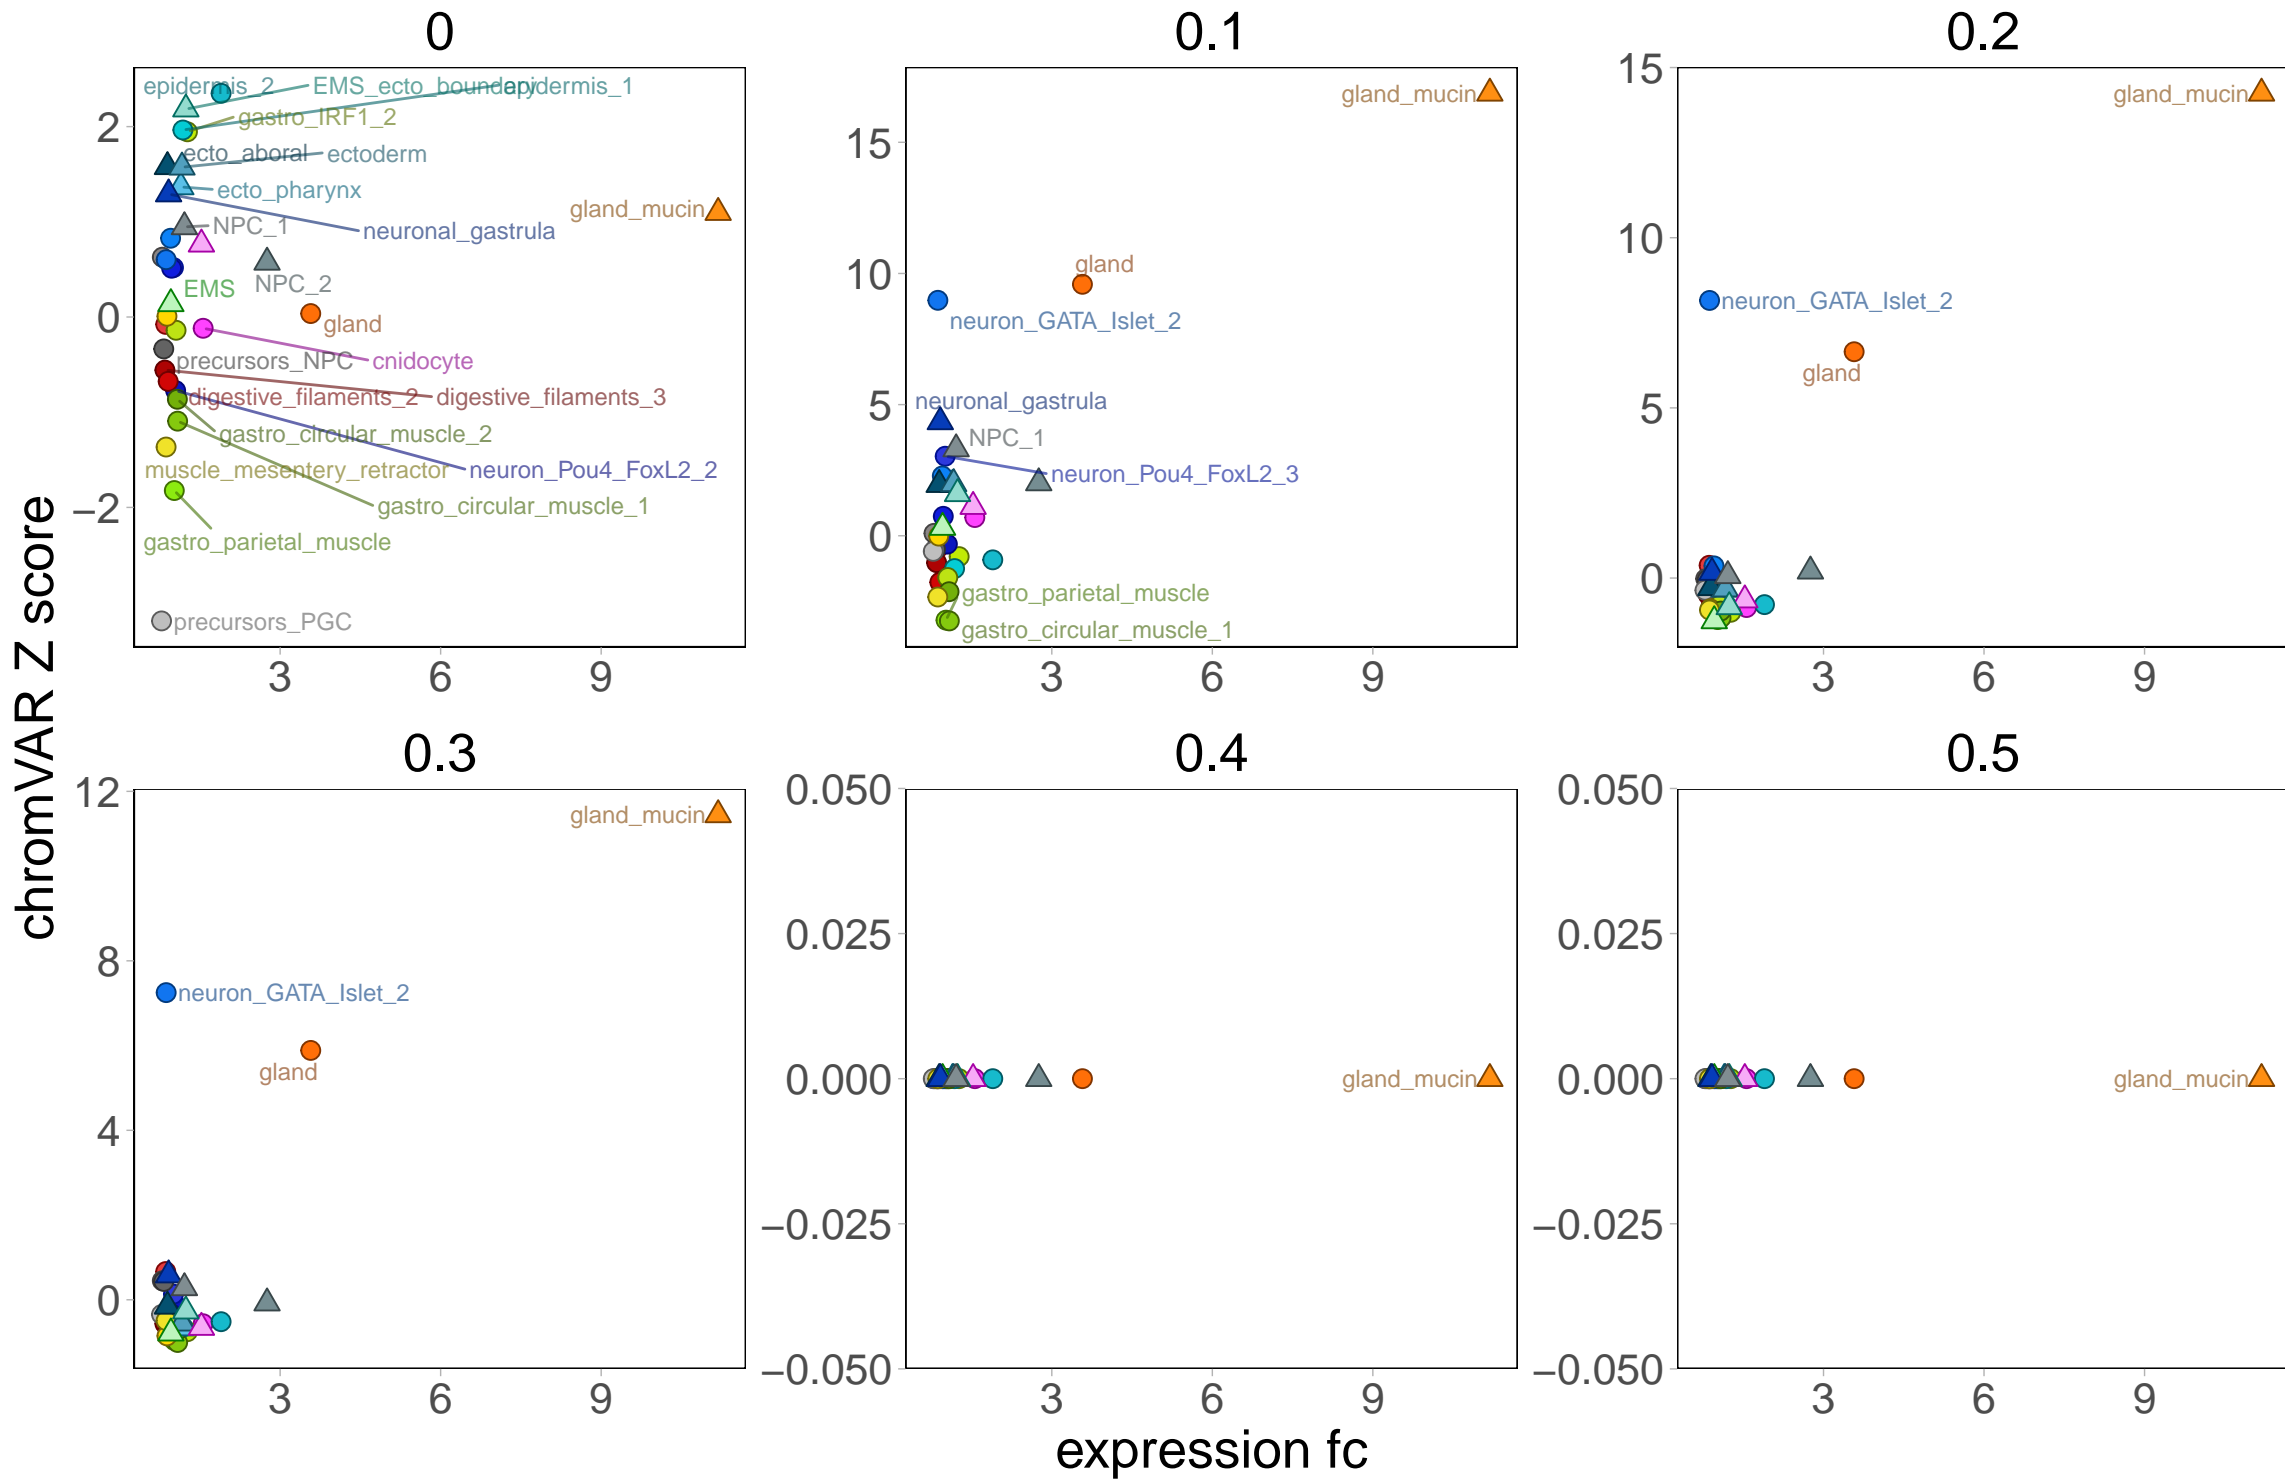 0
0.1
0.2
epidermis_2
EMS_ecto_boundary
epidermis_1
gastro_IRF1_2
ecto_aboral
ectoderm
ecto_pharynx
gland_mucin
neuronal_gastrula
NPC_1
NPC_2
EMS
gland
precursors_NPC
cnidocyte
digestive_filaments_2
digestive_filaments_3
gastro_circular_muscle_2
muscle_mesentery_retractor
neuron_Pou4_FoxL2_2
gastro_circular_muscle_1
gastro_parietal_muscle
precursors_PGC
2
0
−2
3
6
9
gland_mucin
gland
neuron_GATA_Islet_2
neuronal_gastrula
NPC_1
neuron_Pou4_FoxL2_3
gastro_parietal_muscle
gastro_circular_muscle_1
15
10
5
0
3
6
9
gland_mucin
neuron_GATA_Islet_2
gland
15
10
5
0
3
6
9
chromVAR Z score
0.3
0.4
0.5
gland_mucin
neuron_GATA_Islet_2
gland
12
8
4
0
3
6
9
0.050
0.025
0.000
−0.025
−0.050
gland_mucin
3
6
9
0.050
0.025
0.000
−0.025
−0.050
gland_mucin
3
6
9
expression fc